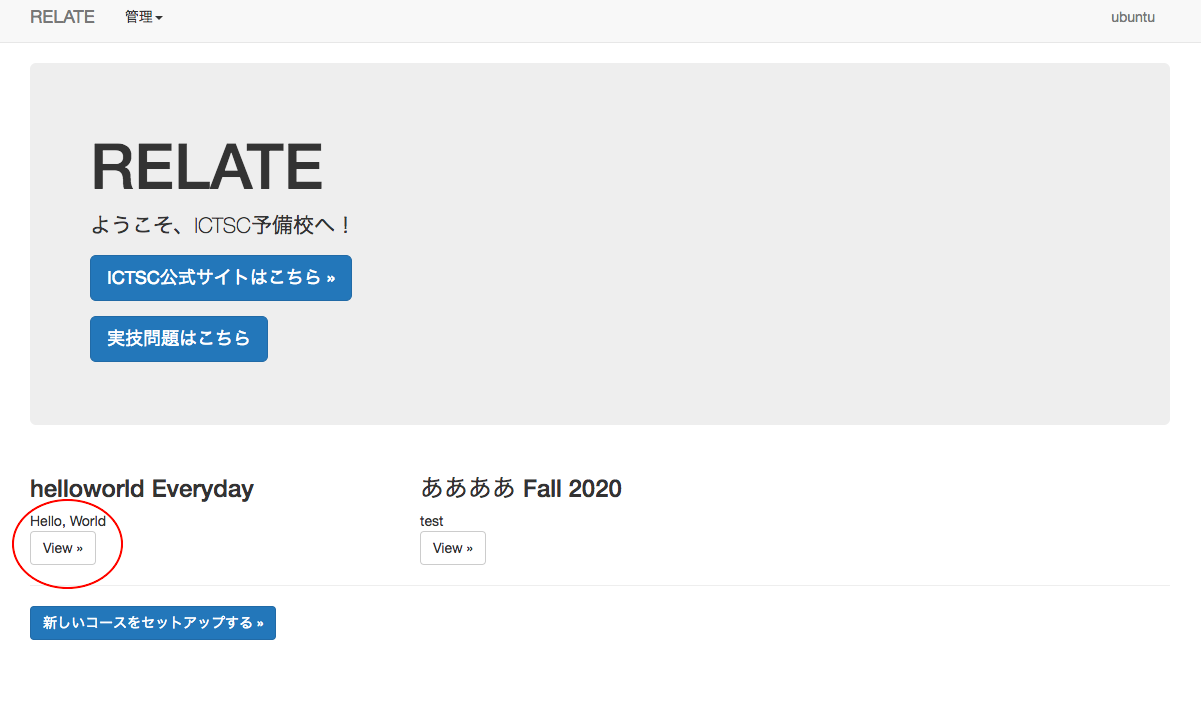 RELATE 管理 ubuntu
RELATE
ようこそ、ICTSC予備校へ！
ICTSC公式サイトはこちら »
実技問題はこちら
helloworld Everyday
Hello, World
View »
ああああ Fall 2020
test
View »
新しいコースをセットアップする »